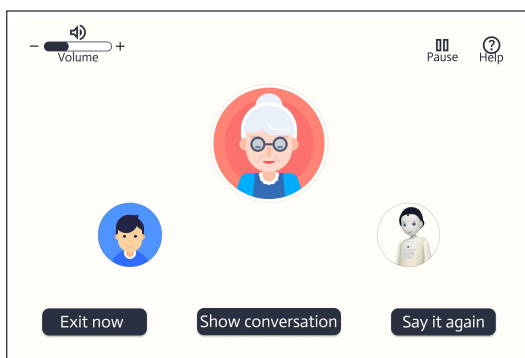 Volume
Pause
Help
Exit now
Show conversation
Say it again